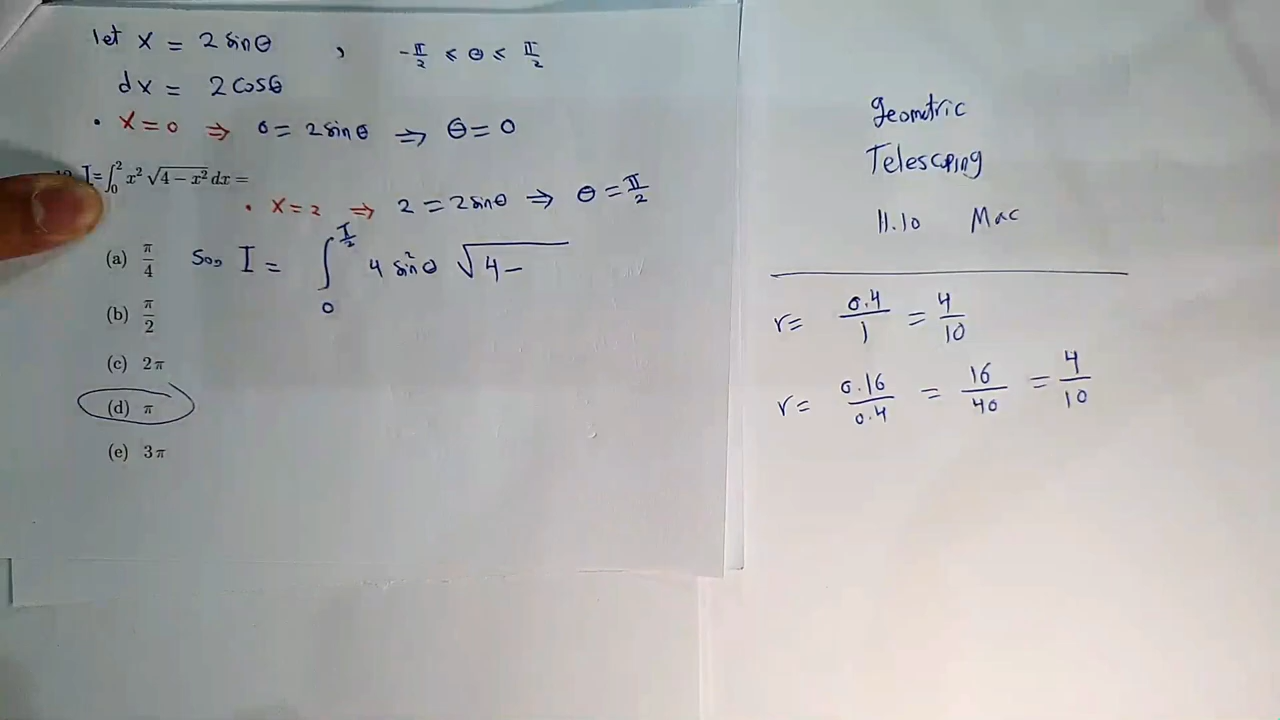 let x = 2 sinθ , -π/2 ≤ θ ≤ π/2
dx = 2 cosθ
• x=0 ⇒ 0 = 2 sinθ ⇒ θ = 0
I = ∫₀² x² √(4 − x²) dx =
• x=2 ⇒ 2 = 2 sinθ ⇒ θ = π/2
(a) π/4
So, I = ∫₀^(π/2) 4 sin²θ √(4 −
(b) π/2
(c) 2π
(d) π
(e) 3π
geometric
Telescping
11.10 Mac
r = 0.4/1 = 4/10
r = 0.16/0.4 = 16/40 = 4/10